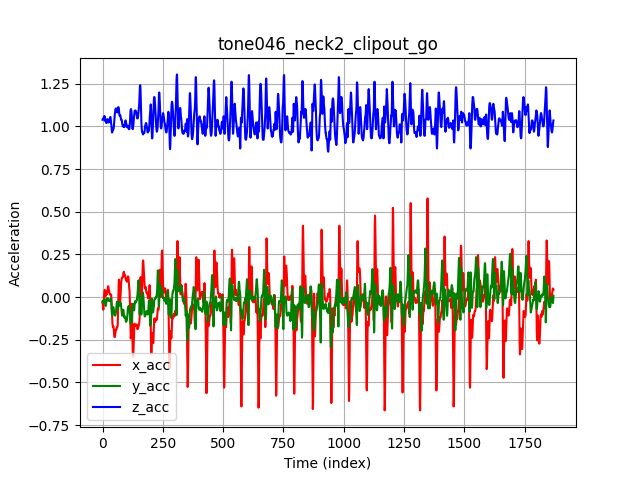 tone046_neck2_clipout_go
1.25
1.00
0.75
0.50
0.25
0.00
−0.25
−0.50
−0.75
Acceleration
x_acc
y_acc
z_acc
0 250 500 750 1000 1250 1500 1750
Time (index)